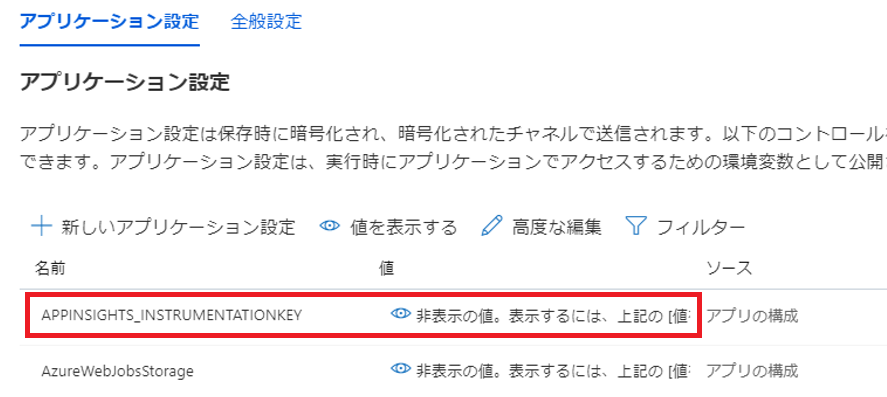 アプリケーション設定 全般設定
アプリケーション設定
アプリケーション設定は保存時に暗号化され、暗号化されたチャネルで送信されます。以下のコントロール
できます。アプリケーション設定は、実行時にアプリケーションでアクセスするための環境変数として公開
新しいアプリケーション設定 値を表示する 高度な編集 フィルター
名前 値 ソース
APPINSIGHTS_INSTRUMENTATIONKEY 非表示の値。表示するには、上記の [値 アプリの構成
AzureWebJobsStorage 非表示の値。表示するには、上記の [値 アプリの構成